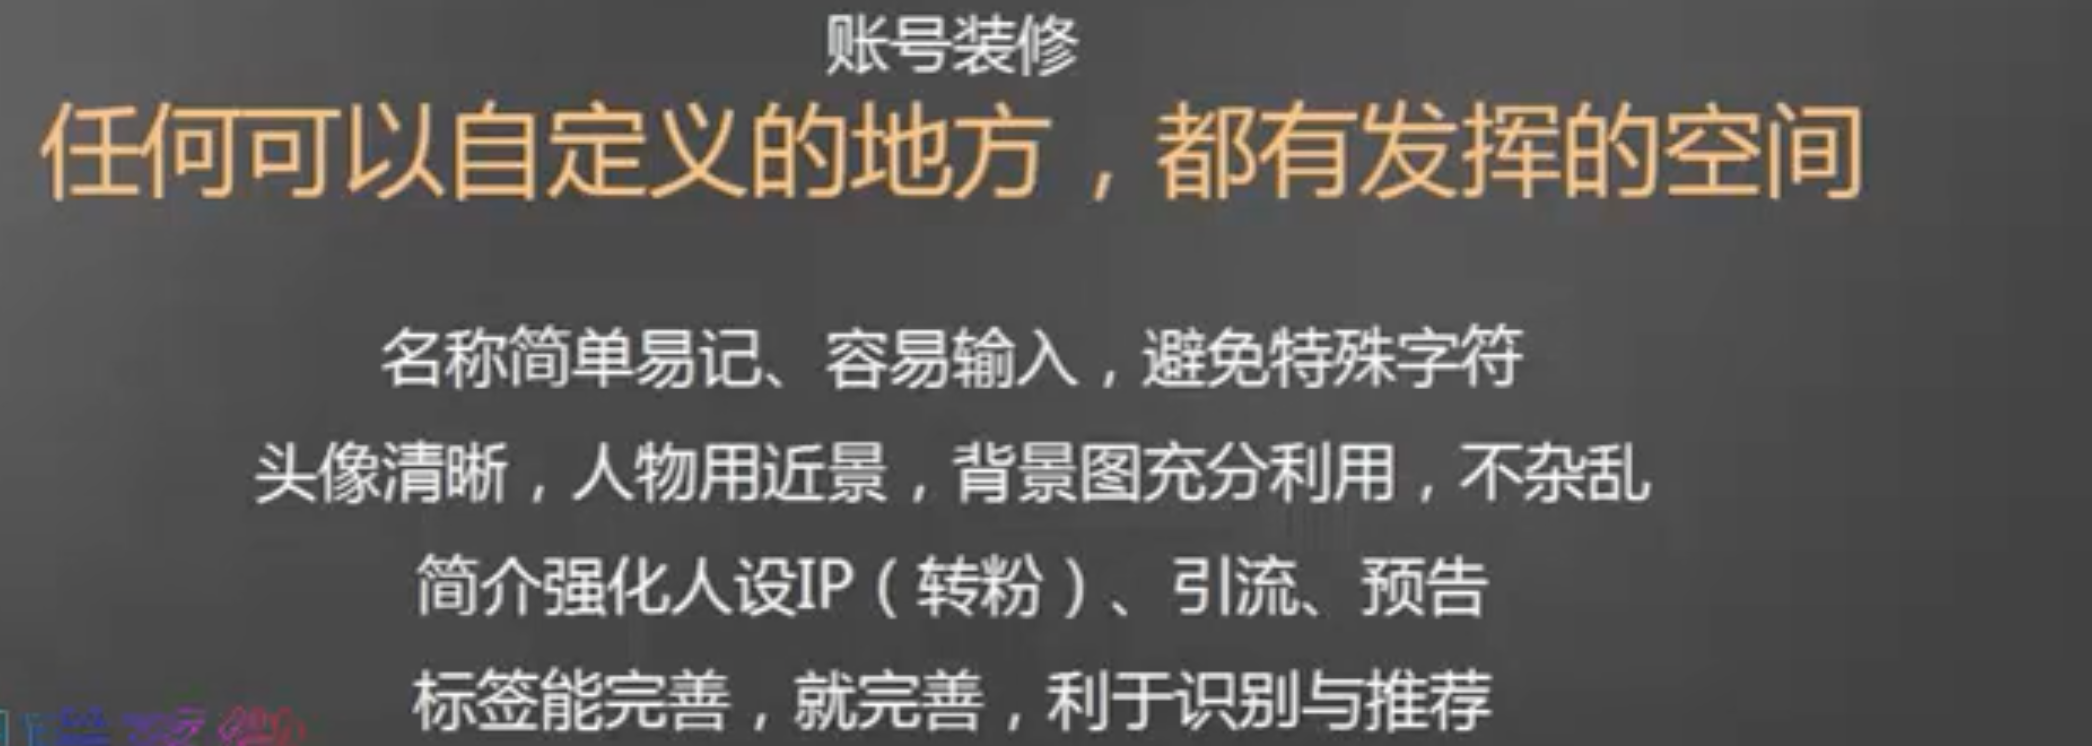 账号装修
任何可以自定义的地方，都有发挥的空间
名称简单易记、容易输入，避免特殊字符
头像清晰，人物用近景，背景图充分利用，不杂乱
简介强化人设IP（转粉）、引流、预告
标签能完善，就完善，利于识别与推荐